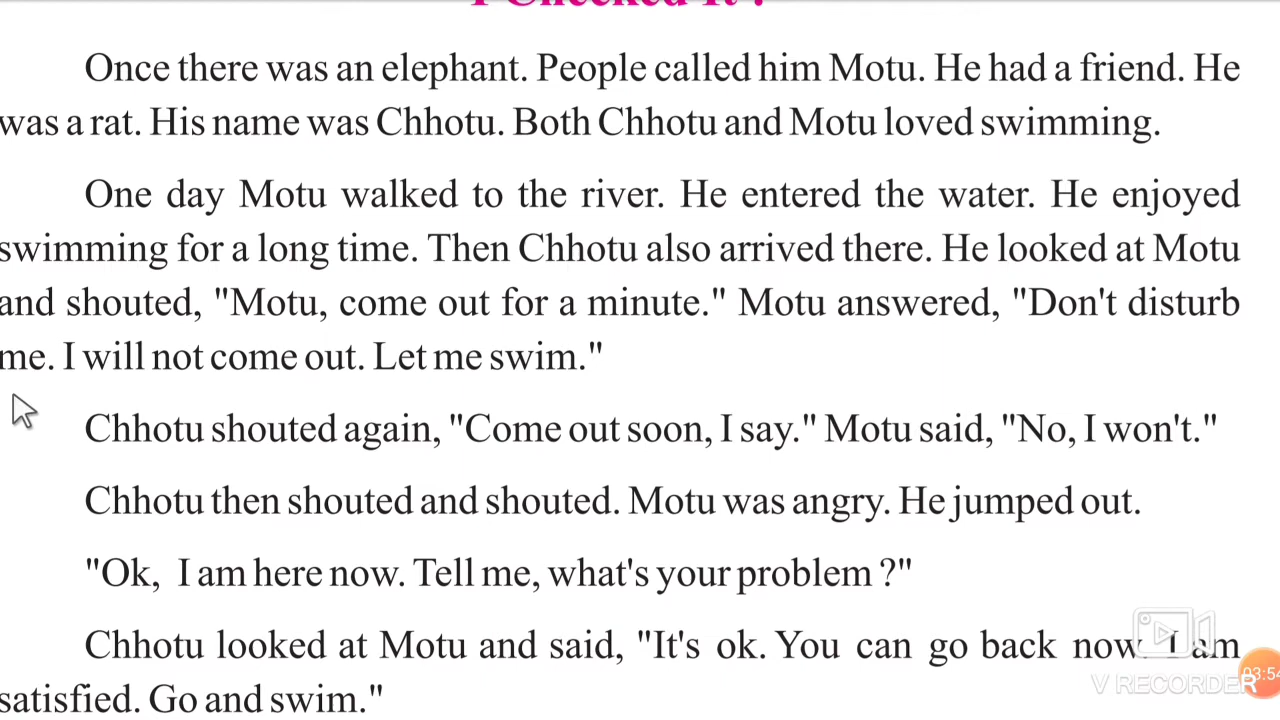 I Checked It !
Once there was an elephant. People called him Motu. He had a friend. He
was a rat. His name was Chhotu. Both Chhotu and Motu loved swimming.
One day Motu walked to the river. He entered the water. He enjoyed
swimming for a long time. Then Chhotu also arrived there. He looked at Motu
and shouted, "Motu, come out for a minute." Motu answered, "Don't disturb
me. I will not come out. Let me swim."
Chhotu shouted again, "Come out soon, I say." Motu said, "No, I won't."
Chhotu then shouted and shouted. Motu was angry. He jumped out.
"Ok, I am here now. Tell me, what's your problem ?"
Chhotu looked at Motu and said, "It's ok. You can go back now. I am
satisfied. Go and swim."
V RECORDER
03:54